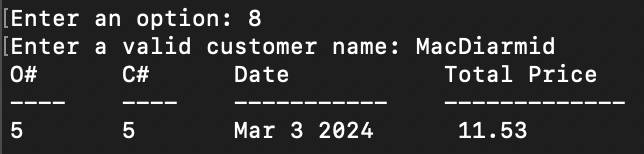 [Enter an option: 8
[Enter a valid customer name: MacDiarmid
O# C# Date Total Price
---- ---- ----------- -------------
5 5 Mar 3 2024 11.53